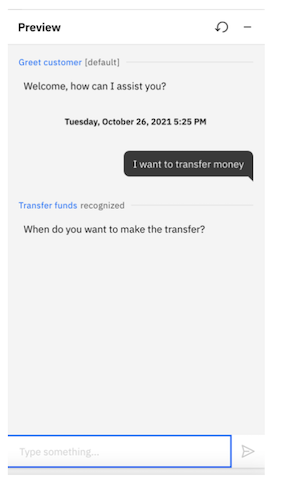 Preview
Greet customer [default]
Welcome, how can I assist you?
Tuesday, October 26, 2021 5:25 PM
I want to transfer money
Transfer funds recognized
When do you want to make the transfer?
Type something...